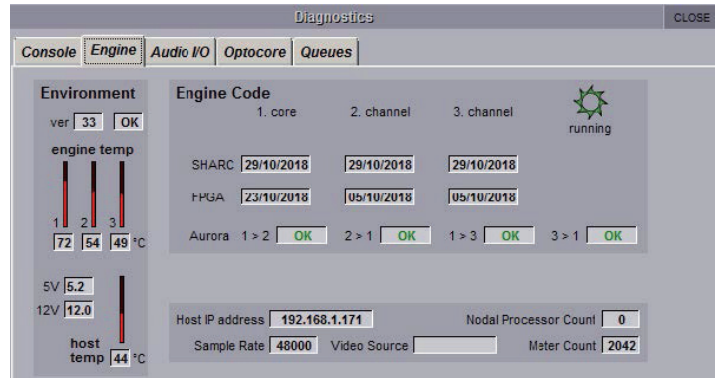 Diagnostics CLOSE
Console Engine Audio I/O Optocore Queues
Environment
ver 33 OK
engine temp
1 2 3
72 54 49 °C
5V 5.2
12V 12.0
host
temp 44 °C
Engine Code
1. core 2. channel 3. channel
running
SHARC 29/10/2018 29/10/2018 29/10/2018
FPGA 23/10/2018 05/10/2018 05/10/2018
Aurora 1 > 2 OK 2 > 1 OK 1 > 3 OK 3 > 1 OK
Host IP address 192.168.1.171 Nodal Processor Count 0
Sample Rate 48000 Video Source Meter Count 2042